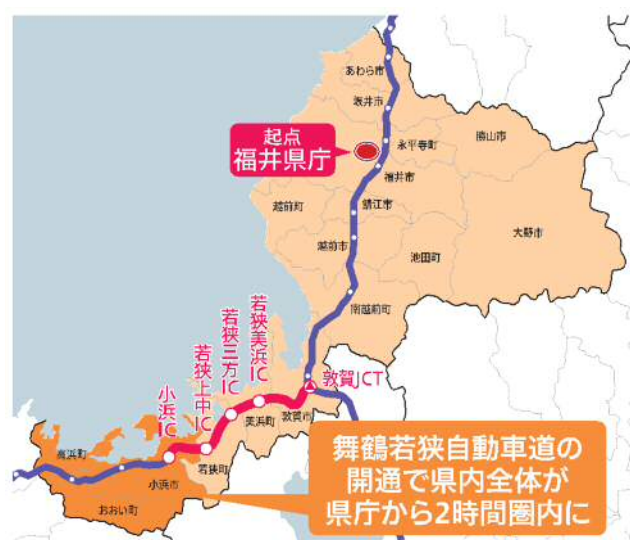 あわら市
坂井市
勝山市
永平寺町
起点
福井県庁
福井市
越前町
鯖江市
大野市
越前市
池田町
南越前町
若狭美浜IC
若狭三方IC
若狭上中IC
小浜IC
敦賀JCT
美浜町
敦賀市
高浜町
若狭町
小浜市
おおい町
舞鶴若狭自動車道の
開通で県内全体が
県庁から2時間圏内に